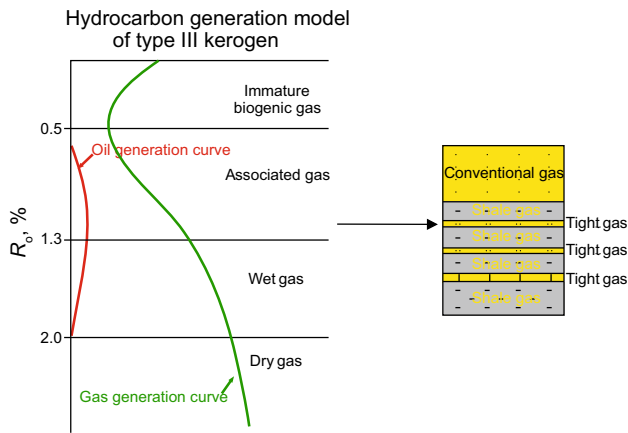 Hydrocarbon generation model
of type III kerogen
Immature
biogenic gas
0.5
Oil generation curve
Associated gas
Ro, %
1.3
Wet gas
2.0
Dry gas
Gas generation curve
Conventional gas
Shale gas
Tight gas
Shale gas
Tight gas
Shale gas
Tight gas
Shale gas